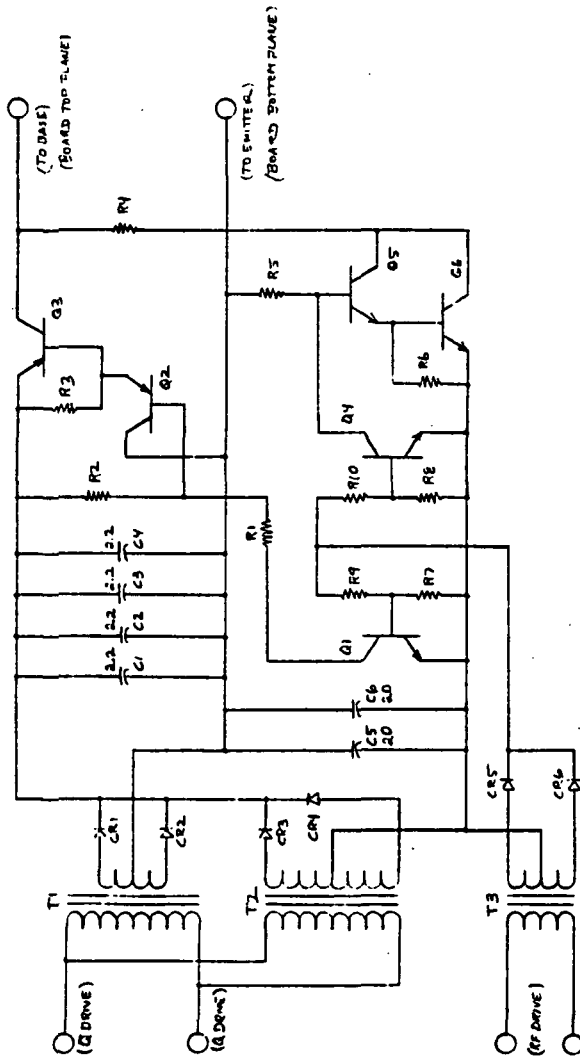 (TO BASE)
(BOARD TOP PLANE)
Q3
R3
R4
R2
Q2
2.2
C4
2.2
C3
2.2
C2
2.2
C1
(TO EMITTER)
(BOARD BOTTOM PLANE)
T1
CR1
CR2
(Q DRIVE)
(Q DRIVE)
R1
R5
Q5
Q6
R6
Q4
R10
R8
R9
R7
Q1
C6
20
C5
20
T2
CR3
CR4
CR5
CR6
T3
(RF DRIVE)